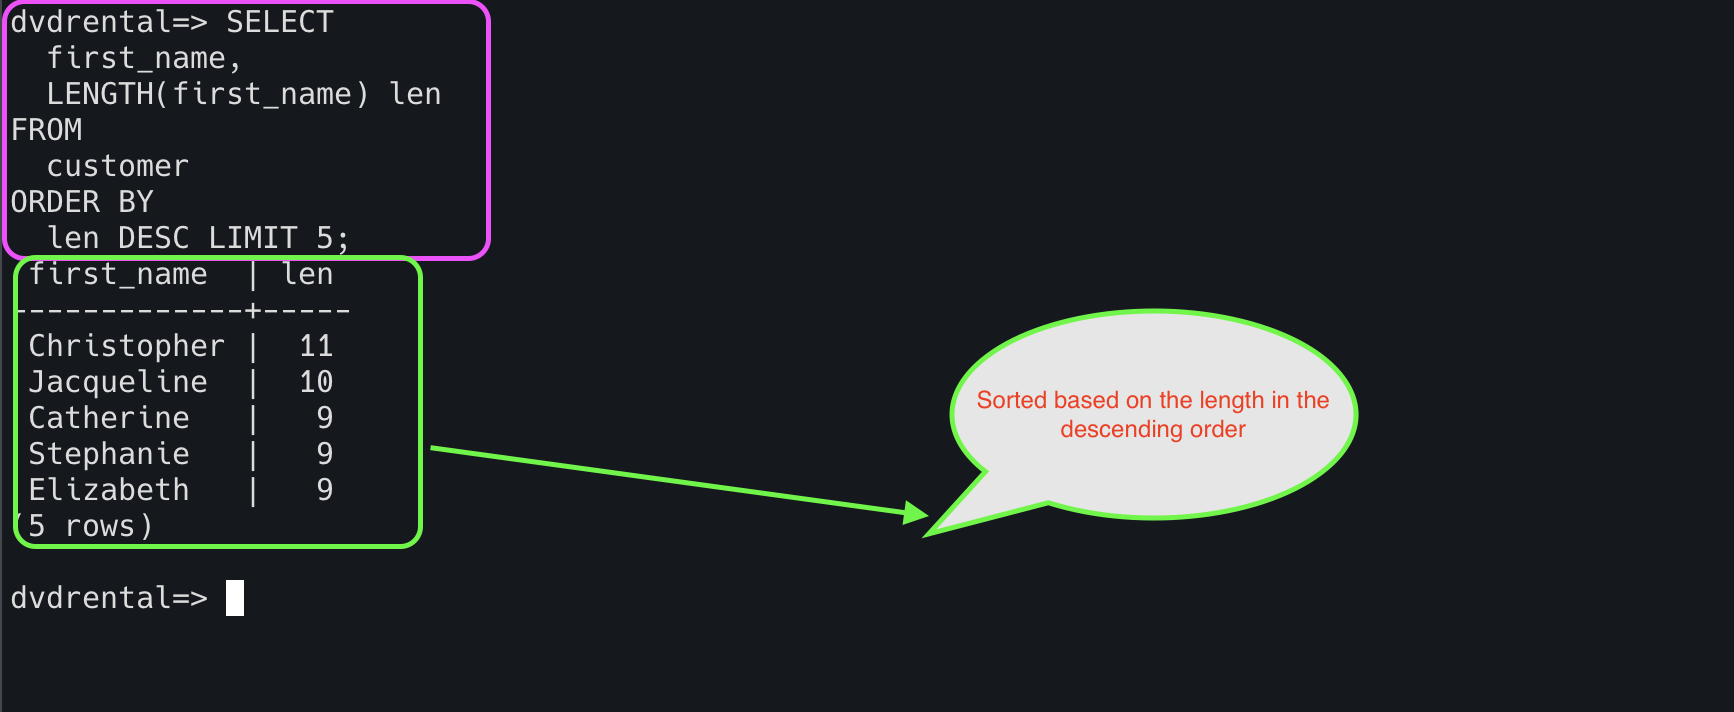 dvdrental=> SELECT
  first_name,
  LENGTH(first_name) len
FROM
  customer
ORDER BY
  len DESC LIMIT 5;
 first_name  | len
-------------+-----
 Christopher |  11
 Jacqueline  |  10
 Catherine   |   9
 Stephanie   |   9
 Elizabeth   |   9
(5 rows)
Sorted based on the length in the
descending order
dvdrental=>